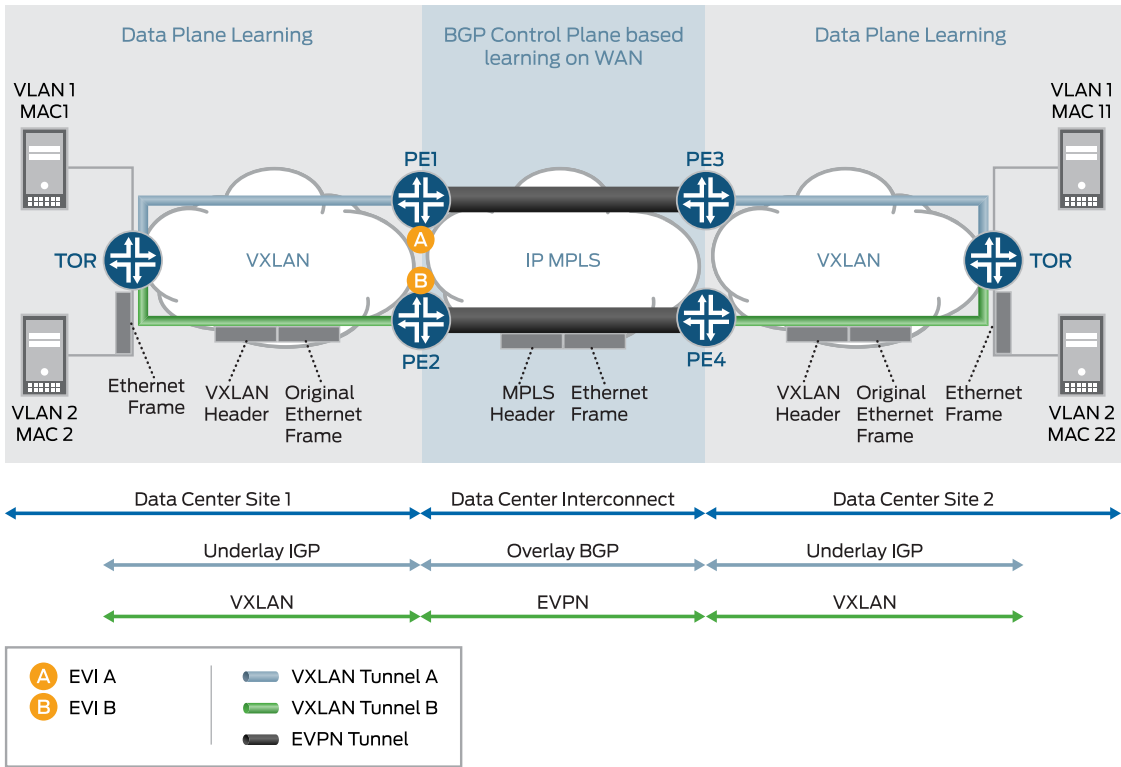 Data Plane Learning
BGP Control Plane based
learning on WAN
Data Plane Learning
VLAN 1
MAC1
VLAN 1
MAC 11
PE1
PE3
A
TOR
VXLAN
IP MPLS
VXLAN
TOR
B
PE2
PE4
Ethernet
Frame
VXLAN
Header
Original
Ethernet
Frame
MPLS
Header
Ethernet
Frame
VXLAN
Header
Original
Ethernet
Frame
Ethernet
Frame
VLAN 2
MAC 2
VLAN 2
MAC 22
Data Center Site 1
Data Center Interconnect
Data Center Site 2
Underlay IGP
Overlay BGP
Underlay IGP
VXLAN
EVPN
VXLAN
A EVI A
B EVI B
VXLAN Tunnel A
VXLAN Tunnel B
EVPN Tunnel